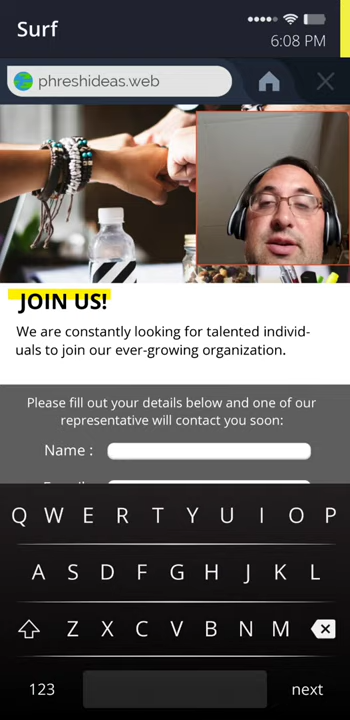 Surf
6:08 PM
phreshideas.web
JOIN US!
We are constantly looking for talented individ-
uals to join our ever-growing organization.
Please fill out your details below and one of our
representative will contact you soon:
Name :
Q W E R T Y U I O P
A S D F G H J K L
Z X C V B N M
123
next